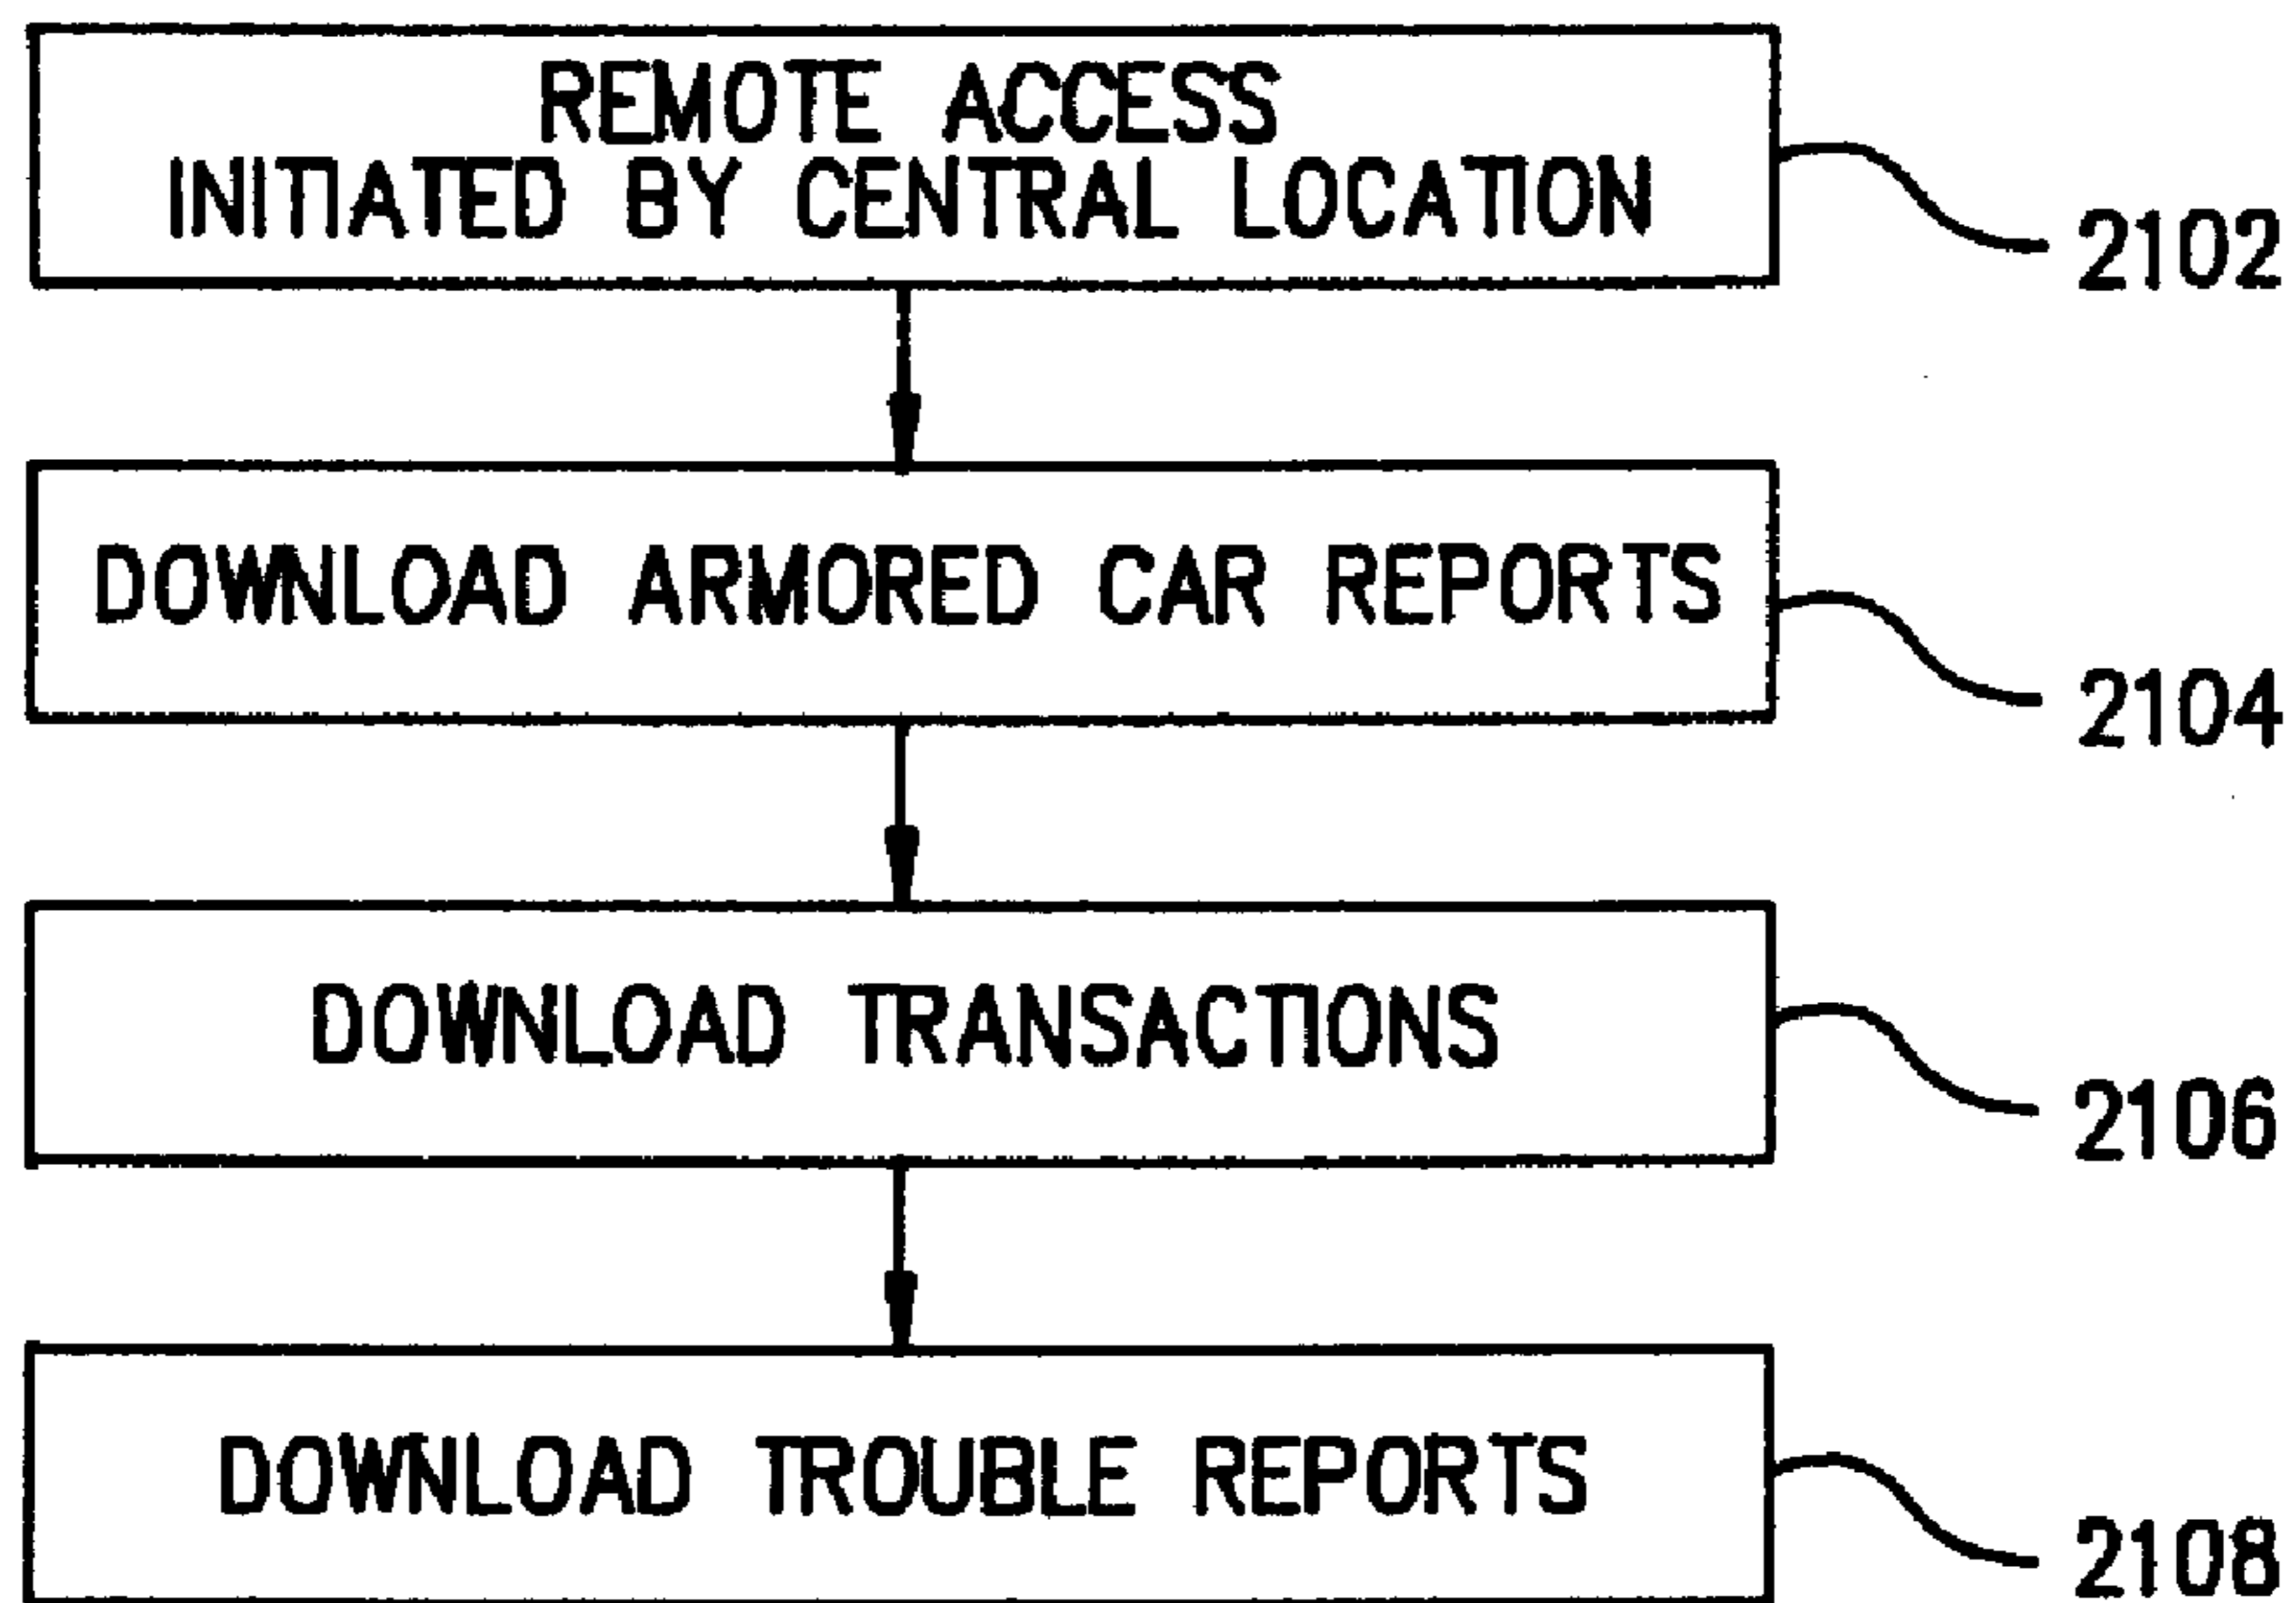 REMOTE ACCESS
INITIATED BY CENTRAL LOCATION
2102
DOWNLOAD ARMORED CAR REPORTS
2104
DOWNLOAD TRANSACTIONS
2106
DOWNLOAD TROUBLE REPORTS
2108